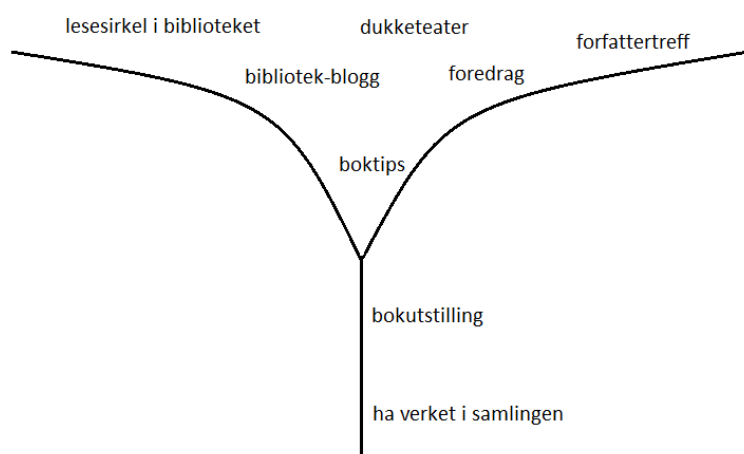 lesesirkel i biblioteket
dukketeater
forfattertreff
bibliotek-blogg
foredrag
boktips
bokutstilling
ha verket i samlingen